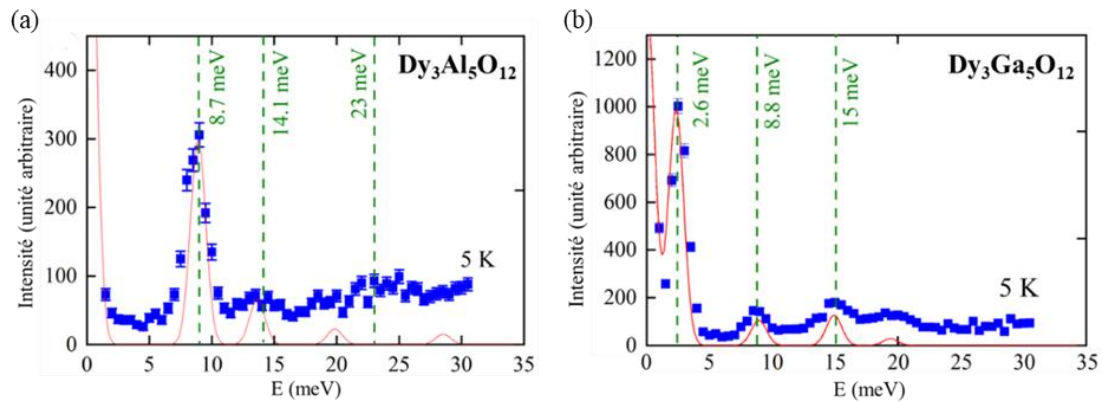 (a)
Intensité (unité arbitraire)
400
300
200
100
0
Dy₃Al₅O₁₂
8.7 meV
14.1 meV
23 meV
5 K
0 5 10 15 20 25 30 35
E (meV)
(b)
Intensité (unité arbitraire)
1200
1000
800
600
400
200
0
Dy₃Ga₅O₁₂
2.6 meV
8.8 meV
15 meV
5 K
0 5 10 15 20 25 30 35
E (meV)